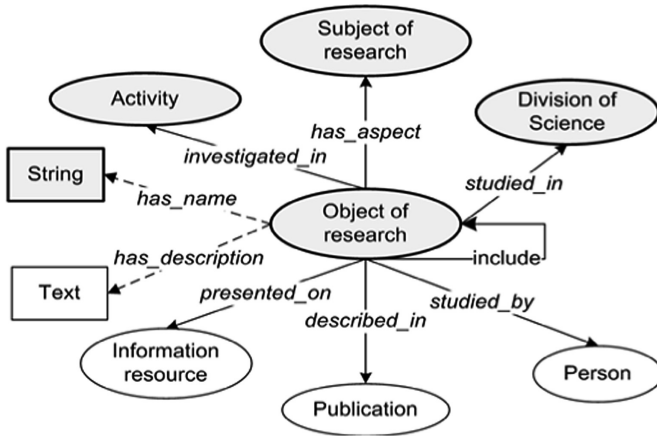 Subject of
research
Activity
Division of
Science
has_aspect
investigated_in
String
studied_in
has_name
Object of
research
has_description
include
Text
presented_on
studied_by
described_in
Information
resource
Person
Publication